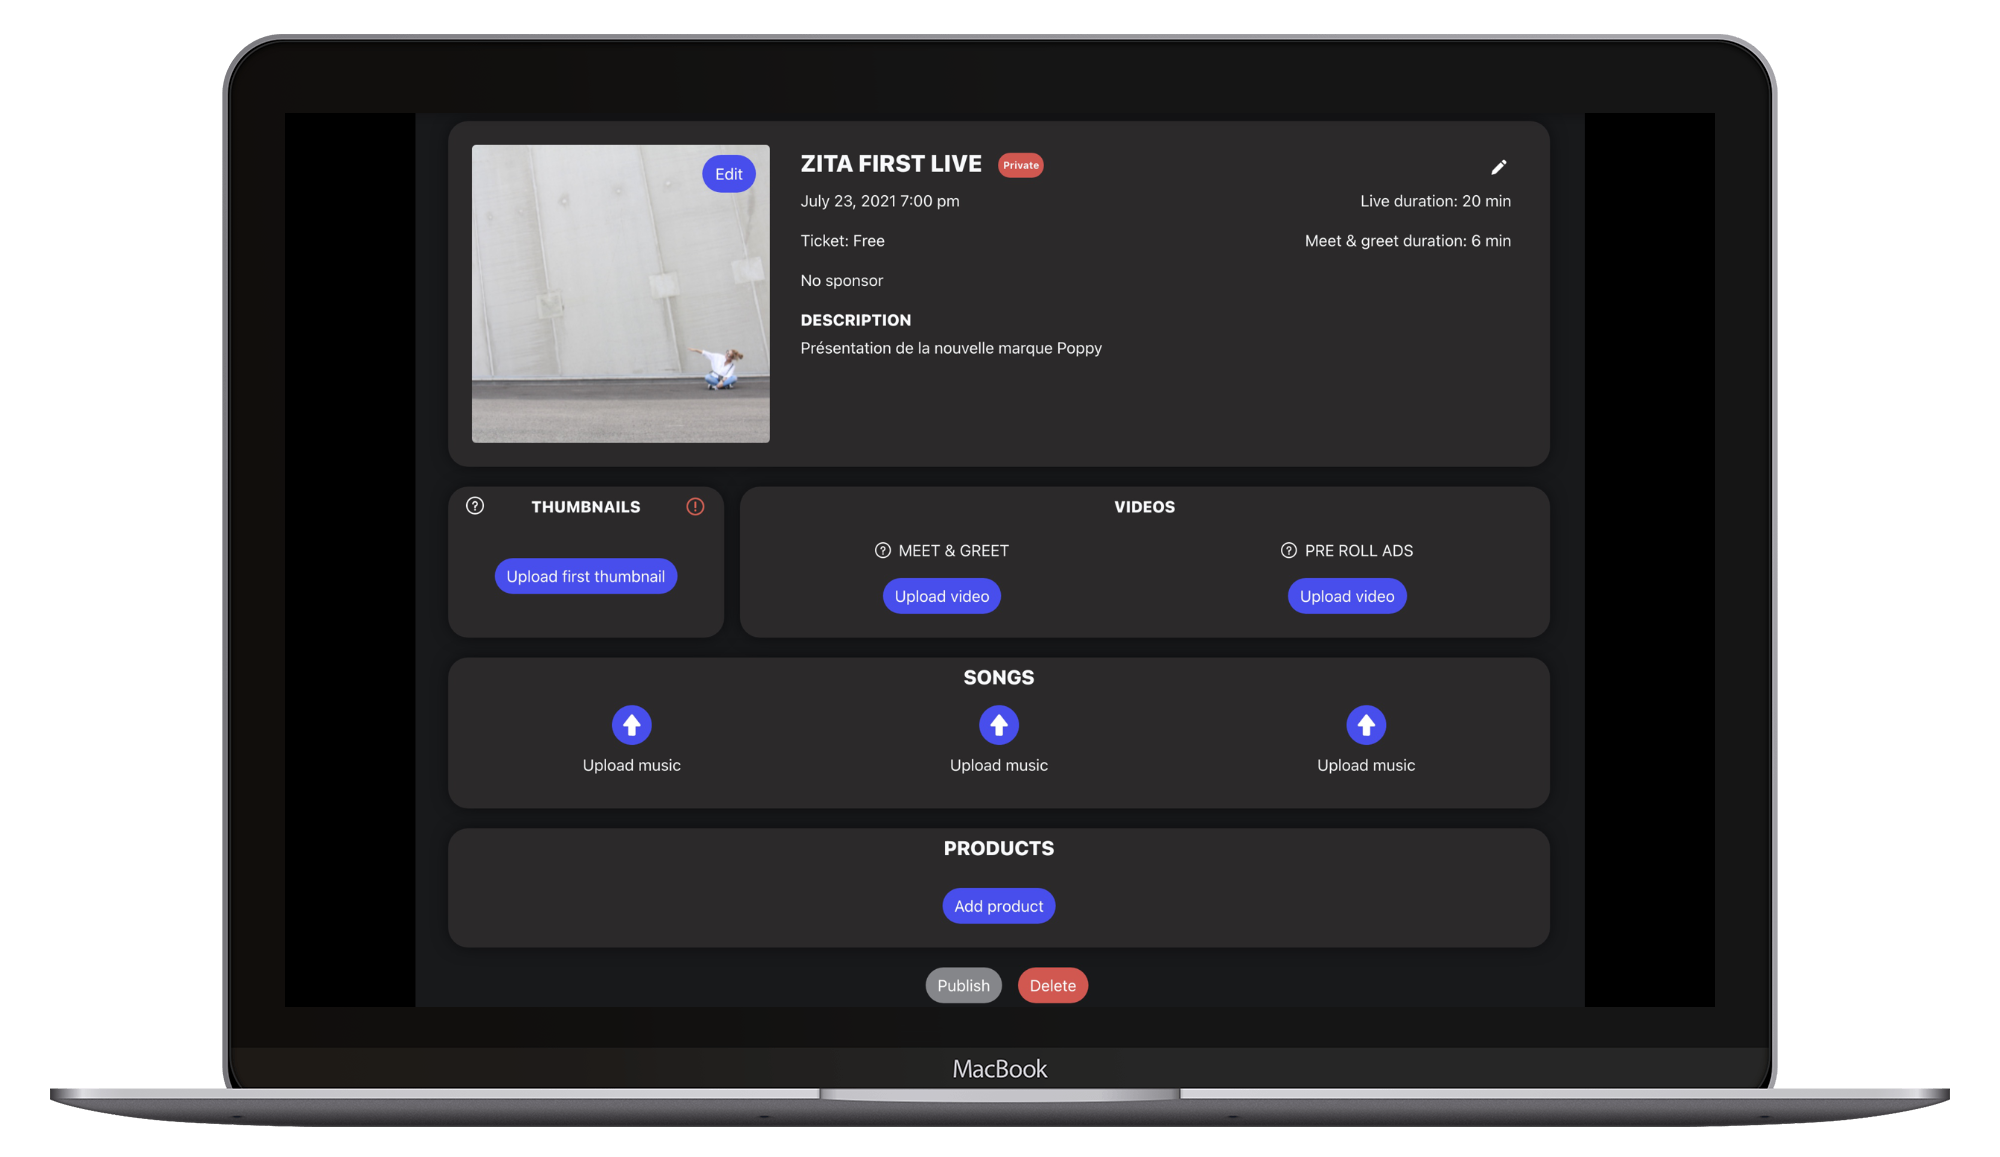 Edit
ZITA FIRST LIVE Private
July 23, 2021 7:00 pm
Live duration: 20 min
Ticket: Free
Meet & greet duration: 6 min
No sponsor
DESCRIPTION
Présentation de la nouvelle marque Poppy
? THUMBNAILS !
Upload first thumbnail
VIDEOS
? MEET & GREET
Upload video
? PRE ROLL ADS
Upload video
SONGS
Upload music
Upload music
Upload music
PRODUCTS
Add product
Publish
Delete
MacBook